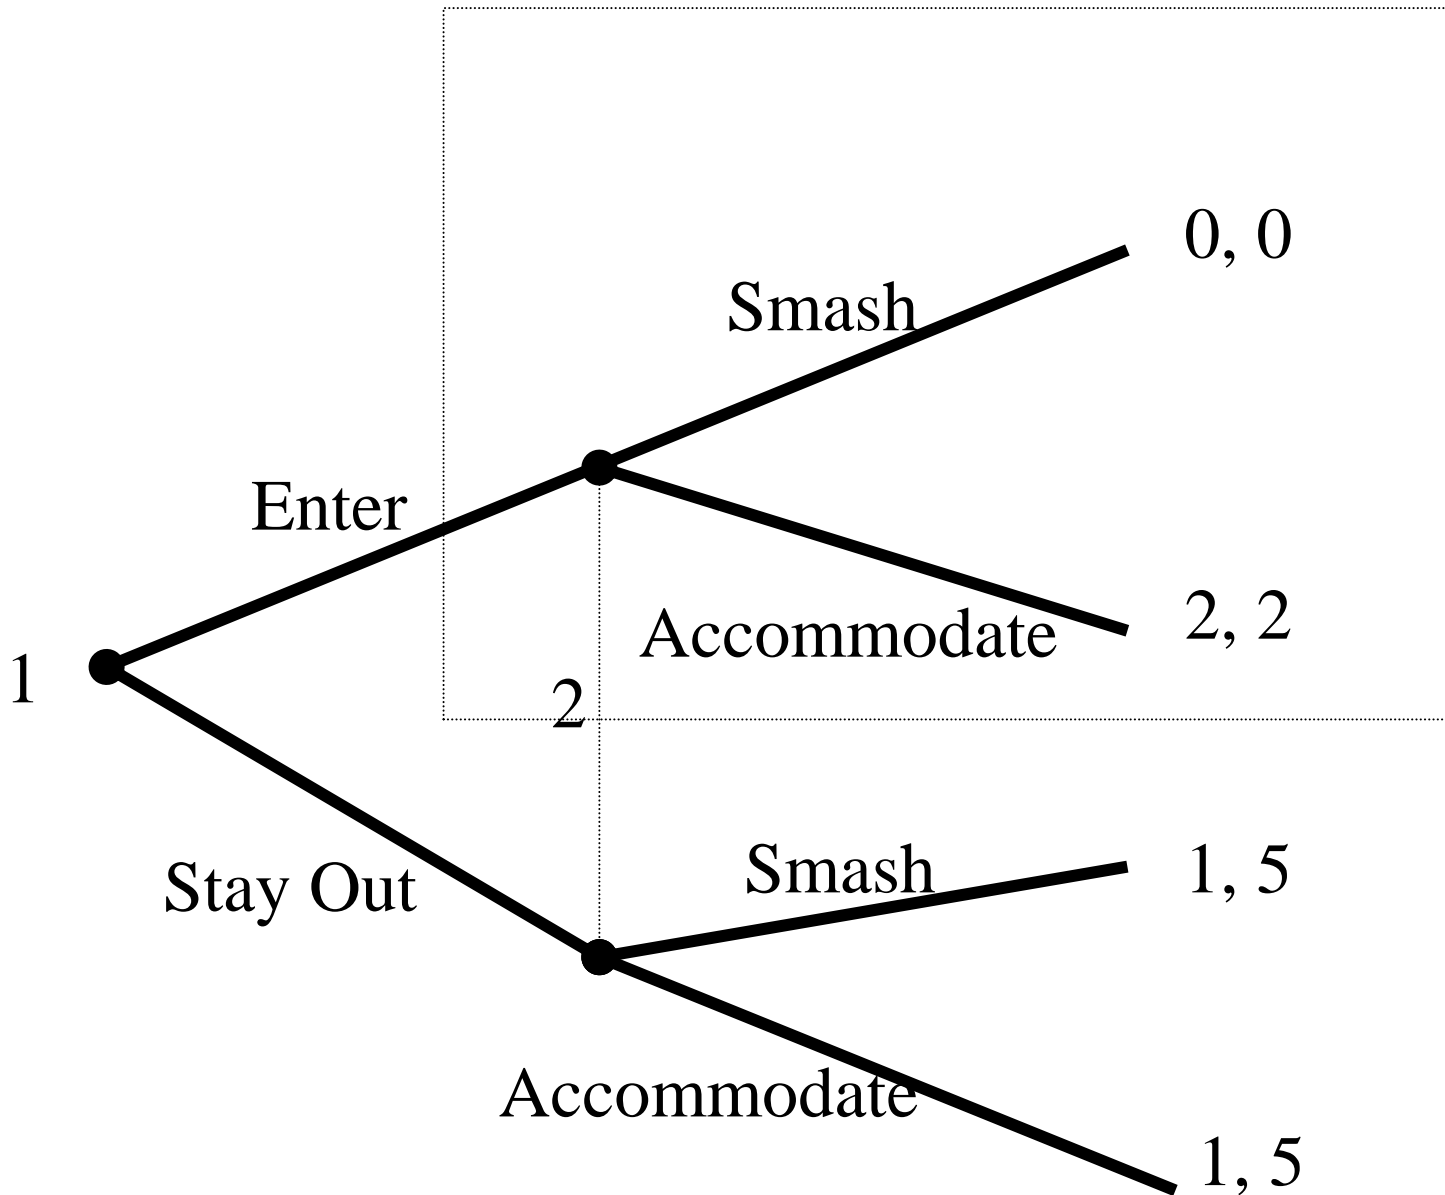 0, 0
Smash
Enter
Accommodate
2, 2
1
2
Smash
1, 5
Stay Out
Accommodate
1, 5